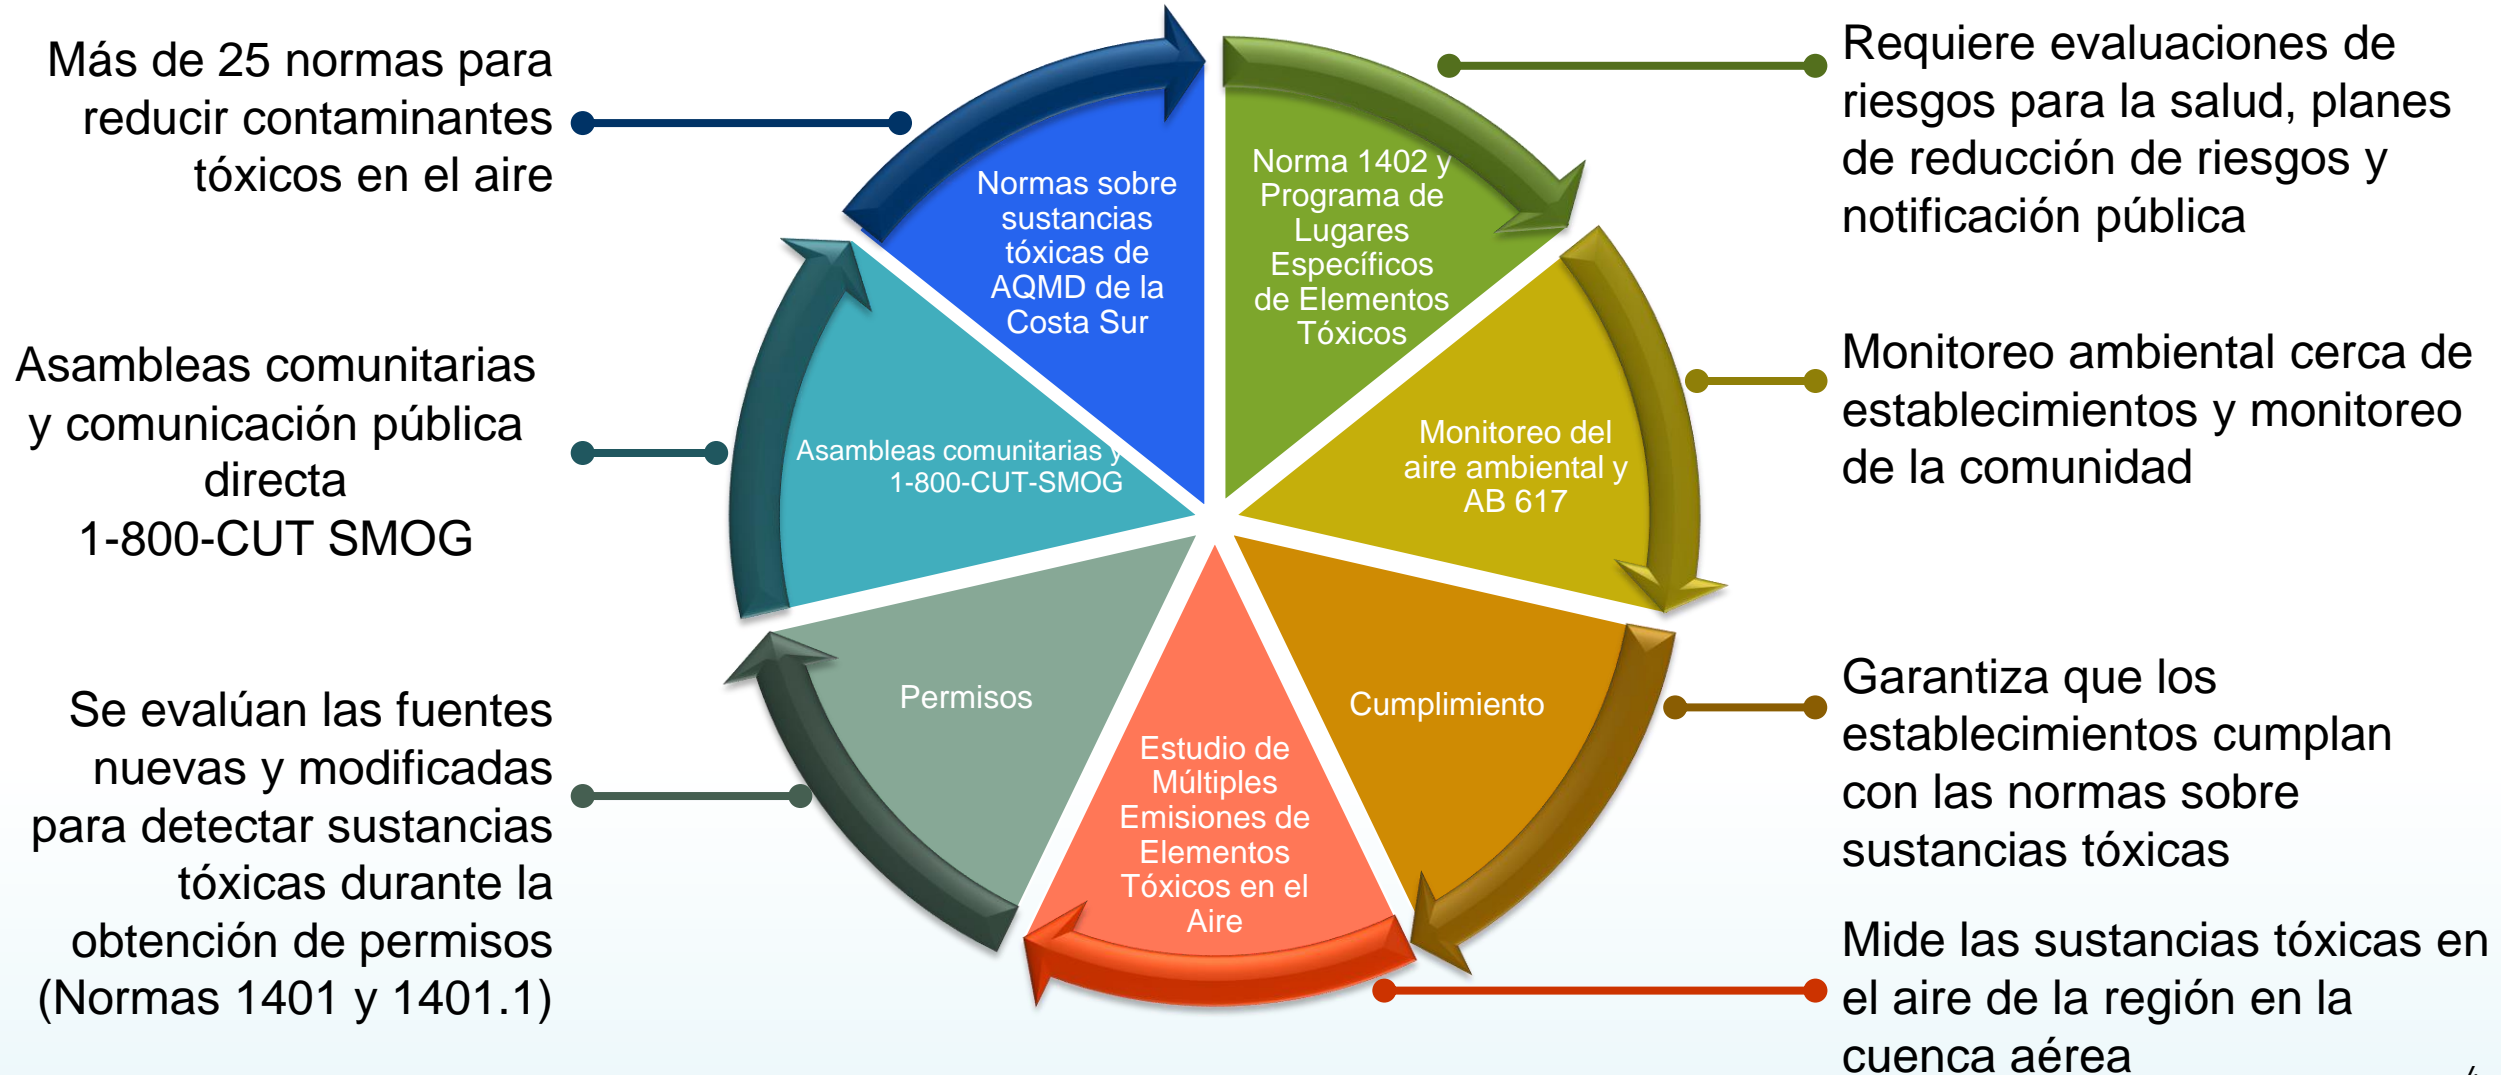 Más de 25 normas para
reducir contaminantes
tóxicos en el aire
Asambleas comunitarias
y comunicación pública
directa
1-800-CUT SMOG
Se evalúan las fuentes
nuevas y modificadas
para detectar sustancias
tóxicas durante la
obtención de permisos
(Normas 1401 y 1401.1)
Normas sobre
sustancias
tóxicas de
AQMD de la
Costa Sur
Norma 1402 y
Programa de
Lugares
Específicos
de Elementos
Tóxicos
Asambleas comunitarias y
1-800-CUT-SMOG
Monitoreo del
aire ambiental y
AB 617
Permisos
Cumplimiento
Estudio de
Múltiples
Emisiones de
Elementos
Tóxicos en el
Aire
Requiere evaluaciones de
riesgos para la salud, planes
de reducción de riesgos y
notificación pública
Monitoreo ambiental cerca de
establecimientos y monitoreo
de la comunidad
Garantiza que los
establecimientos cumplan
con las normas sobre
sustancias tóxicas
Mide las sustancias tóxicas en
el aire de la región en la
cuenca aérea